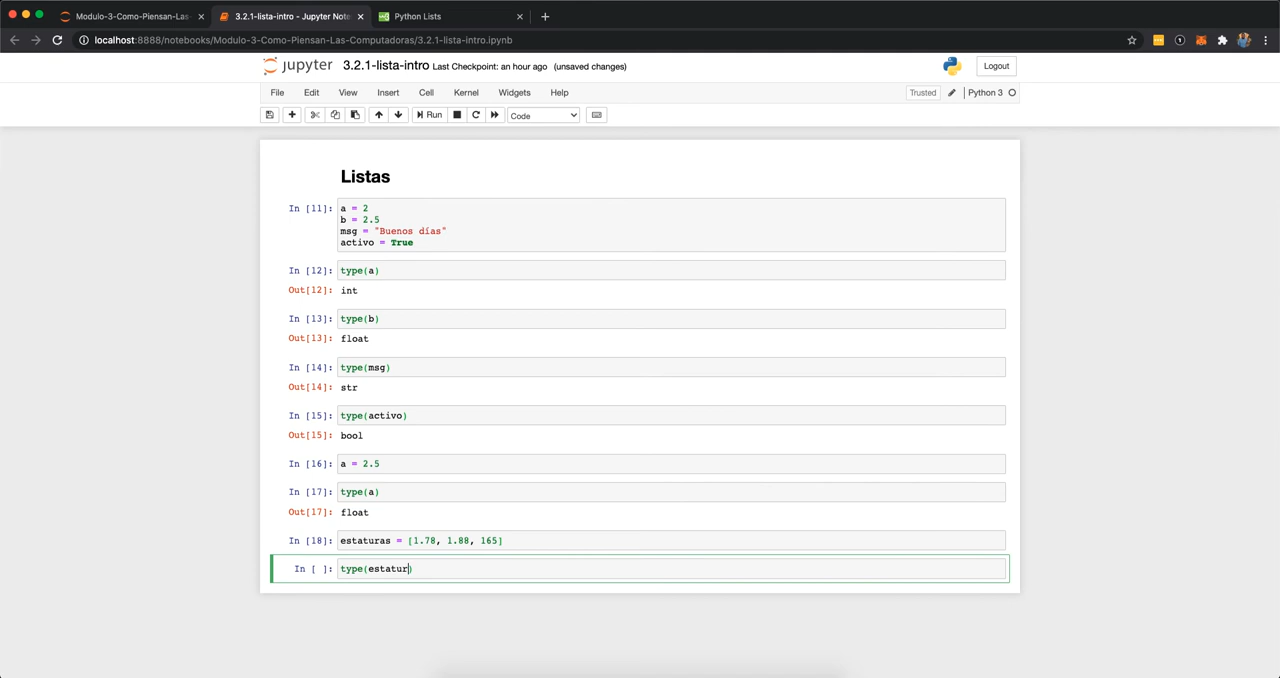 Modulo-3-Como-Piensan-Las-
3.2.1-lista-intro - Jupyter Note
Python Lists
localhost:8888/notebooks/Modulo-3-Como-Piensan-Las-Computadoras/3.2.1-lista-intro.ipynb
jupyter 3.2.1-lista-intro Last Checkpoint: an hour ago (unsaved changes)
Logout
File Edit View Insert Cell Kernel Widgets Help
Trusted Python 3
Run Code
Listas
In [11]: a = 2
b = 2.5
msg = "Buenos días"
activo = True
In [12]: type(a)
Out[12]: int
In [13]: type(b)
Out[13]: float
In [14]: type(msg)
Out[14]: str
In [15]: type(activo)
Out[15]: bool
In [16]: a = 2.5
In [17]: type(a)
Out[17]: float
In [18]: estaturas = [1.78, 1.88, 165]
In [ ]: type(estatur)